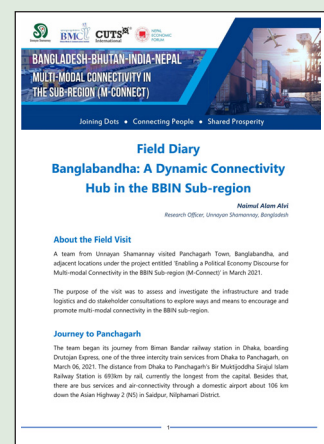 Unnayan Shamannay
BMCI
CUTS
International
NEPAL
ECONOMIC
FORUM
BANGLADESH-BHUTAN-INDIA-NEPAL
MULTI-MODAL CONNECTIVITY IN
THE SUB-REGION (M-CONNECT)
Joining Dots • Connecting People • Shared Prosperity
Field Diary
Banglabandha: A Dynamic Connectivity
Hub in the BBIN Sub-region
Naimul Alam Alvi
Research Officer, Unnayan Shamannay, Bangladesh
About the Field Visit
A team from Unnayan Shamannay visited Panchagarh Town, Banglabandha, and
adjacent locations under the project entitled ‘Enabling a Political Economy Discourse for
Multi-modal Connectivity in the BBIN Sub-region (M-Connect)’ in March 2021.
The purpose of the visit was to assess and investigate the infrastructure and trade
logistics and do stakeholder consultations to explore ways and means to encourage and
promote multi-modal connectivity in the BBIN sub-region.
Journey to Panchagarh
The team began its journey from Biman Bandar railway station in Dhaka, boarding
Drutojan Express, one of the three intercity train services from Dhaka to Panchagarh, on
March 06, 2021. The distance from Dhaka to Panchagarh's Bir Muktijoddha Sirajul Islam
Railway Station is 693km by rail, currently the longest from the capital. Besides that,
there are bus services and air-connectivity through a domestic airport about 106 km
down the Asian Highway 2 (N5) in Saidpur, Nilphamari District.
1